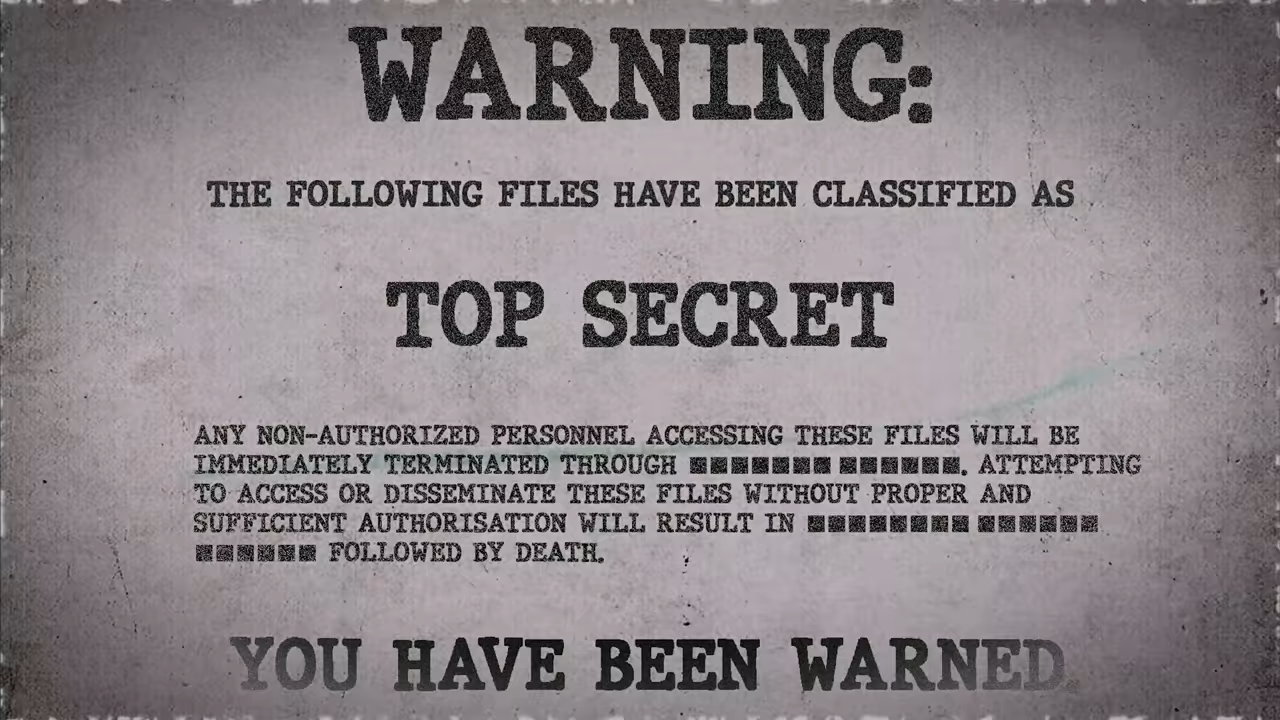 WARNING:
THE FOLLOWING FILES HAVE BEEN CLASSIFIED AS
TOP SECRET
ANY NON-AUTHORIZED PERSONNEL ACCESSING THESE FILES WILL BE
IMMEDIATELY TERMINATED THROUGH ■■■■■■■ ■■■■■■. ATTEMPTING
TO ACCESS OR DISSEMINATE THESE FILES WITHOUT PROPER AND
SUFFICIENT AUTHORISATION WILL RESULT IN ■■■■■■■■ ■■■■■■
■■■■■■ FOLLOWED BY DEATH.
YOU HAVE BEEN WARNED.